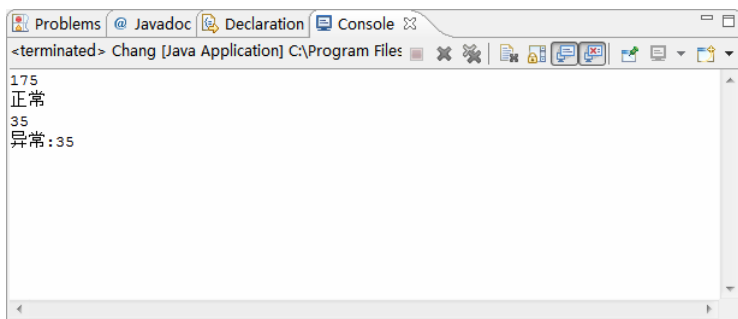 Problems @ Javadoc Declaration Console
<terminated> Chang [Java Application] C:\Program Files
175
正常
35
异常:35